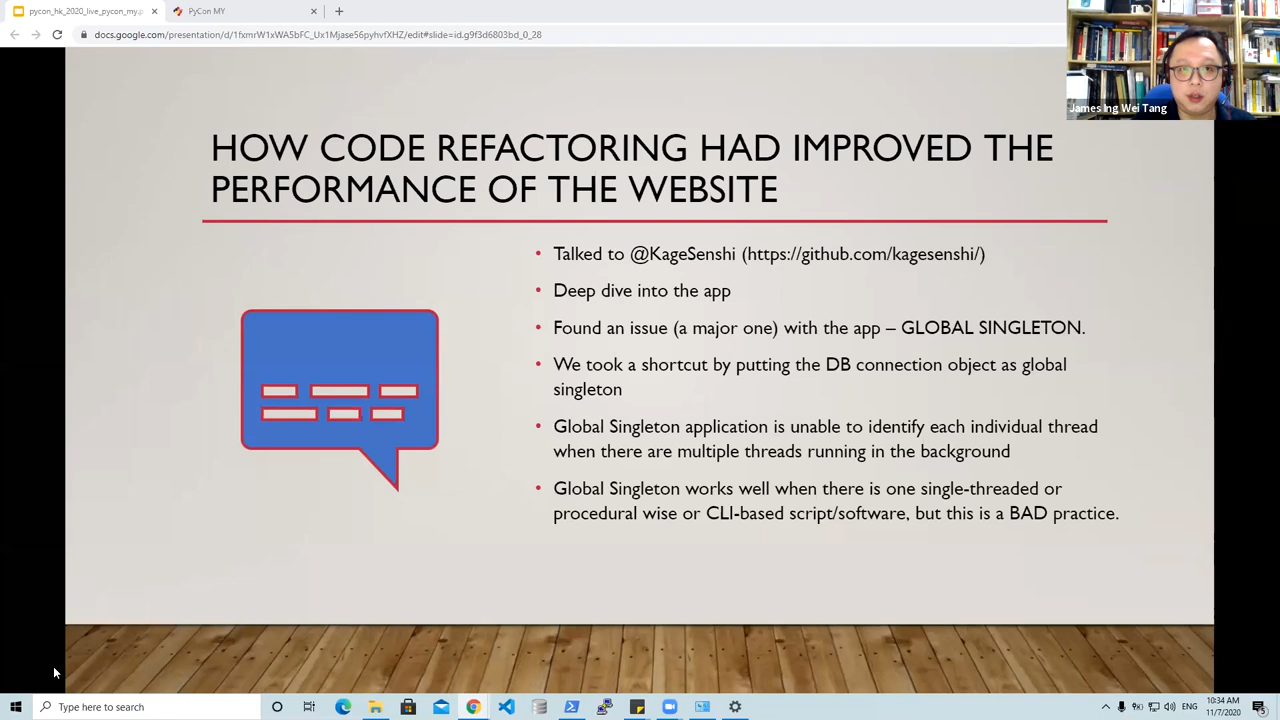 pycon_hk_2020_live_pycon_my.p
PyCon MY
docs.google.com/presentation/d/1fxmrW1xWA5bFC_Ux1Mjase56pyhvfXHZ/edit#slide=id.g9f3d6803bd_0_28
James Ing Wei Tang
HOW CODE REFACTORING HAD IMPROVED THE
PERFORMANCE OF THE WEBSITE
• Talked to @KageSenshi (https://github.com/kagesenshi/)
• Deep dive into the app
• Found an issue (a major one) with the app – GLOBAL SINGLETON.
• We took a shortcut by putting the DB connection object as global
singleton
• Global Singleton application is unable to identify each individual thread
when there are multiple threads running in the background
• Global Singleton works well when there is one single-threaded or
procedural wise or CLI-based script/software, but this is a BAD practice.
Type here to search
ENG
10:34 AM
11/7/2020